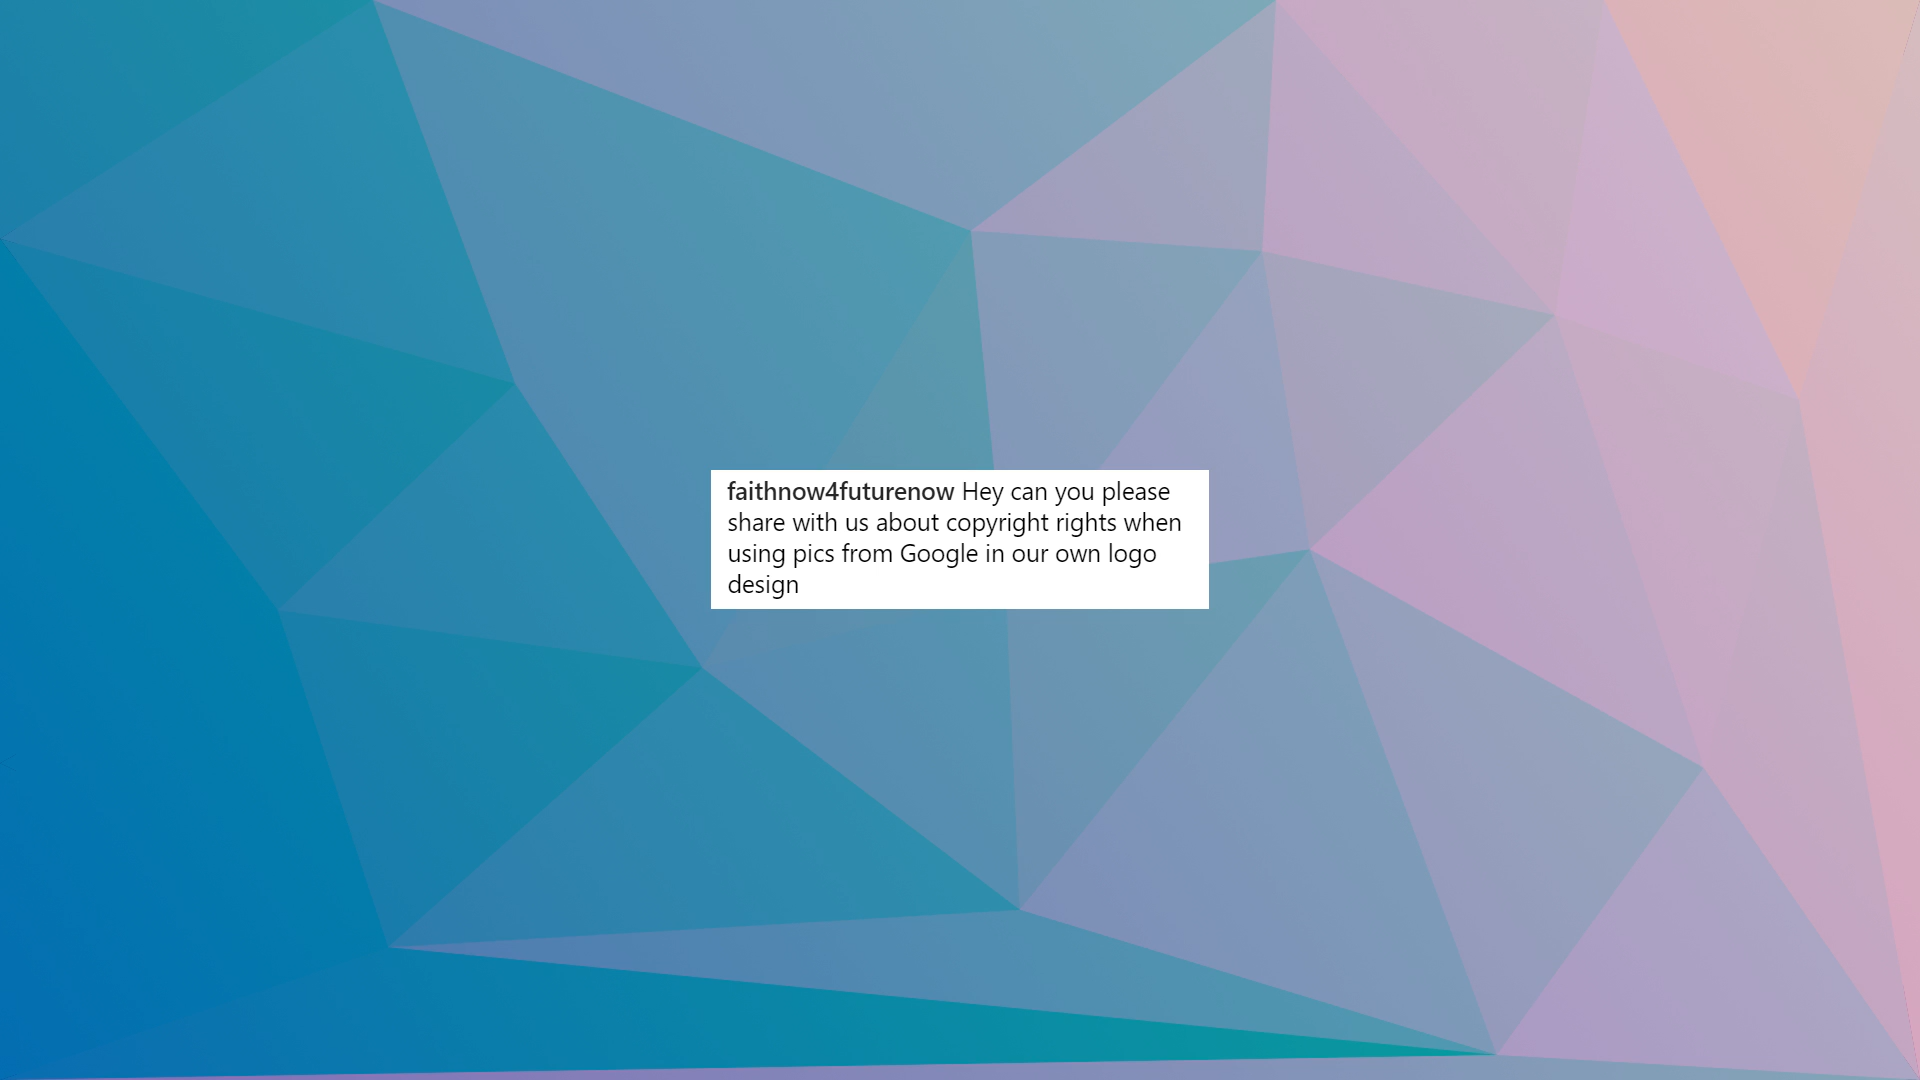 faithnow4futurenow Hey can you please
share with us about copyright rights when
using pics from Google in our own logo
design